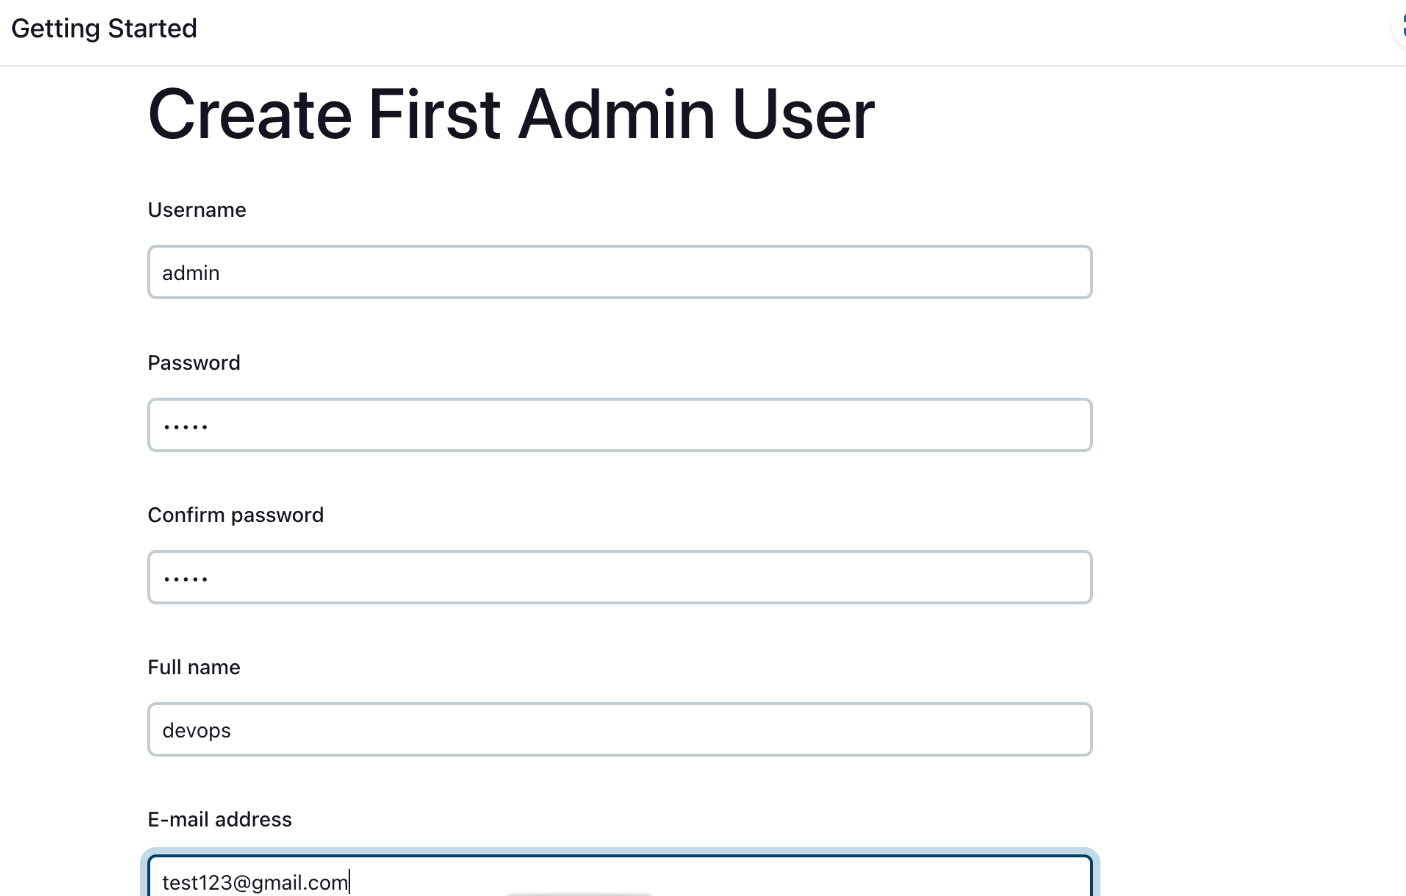 Getting Started
Create First Admin User
Username
admin
Password
•••••
Confirm password
•••••
Full name
devops
E-mail address
test123@gmail.com